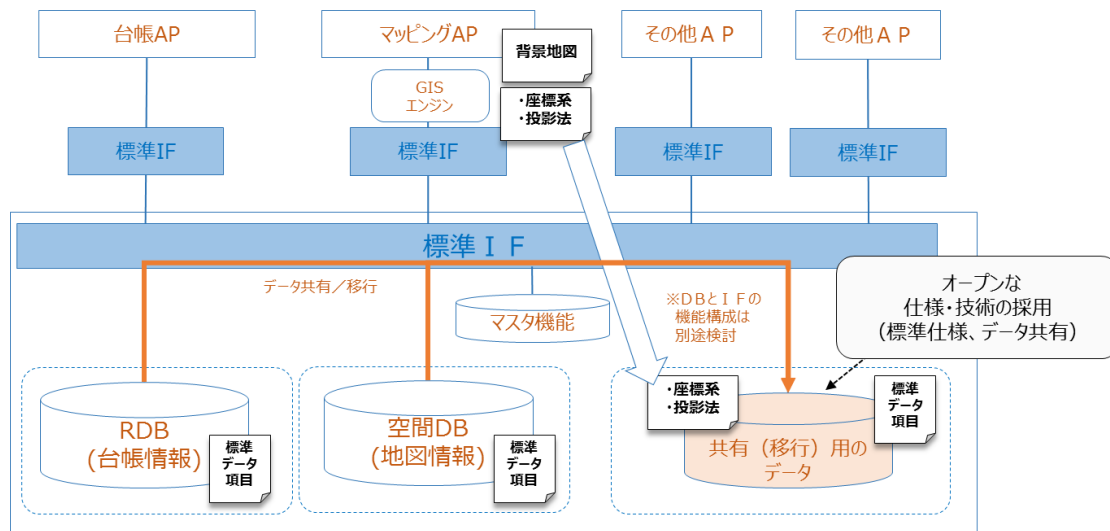 台帳AP
マッピングAP
その他ＡＰ
その他ＡＰ
背景地図
GIS
エンジン
・座標系
・投影法
標準IF
標準IF
標準IF
標準IF
標準ＩＦ
データ共有／移行
マスタ機能
※ＤＢとＩＦの
機能構成は
別途検討
オープンな
仕様・技術の採用
（標準仕様、データ共有）
RDB
(台帳情報)
標準
データ
項目
空間DB
(地図情報)
標準
データ
項目
・座標系
・投影法
標準
データ
項目
共有（移行）用の
データ